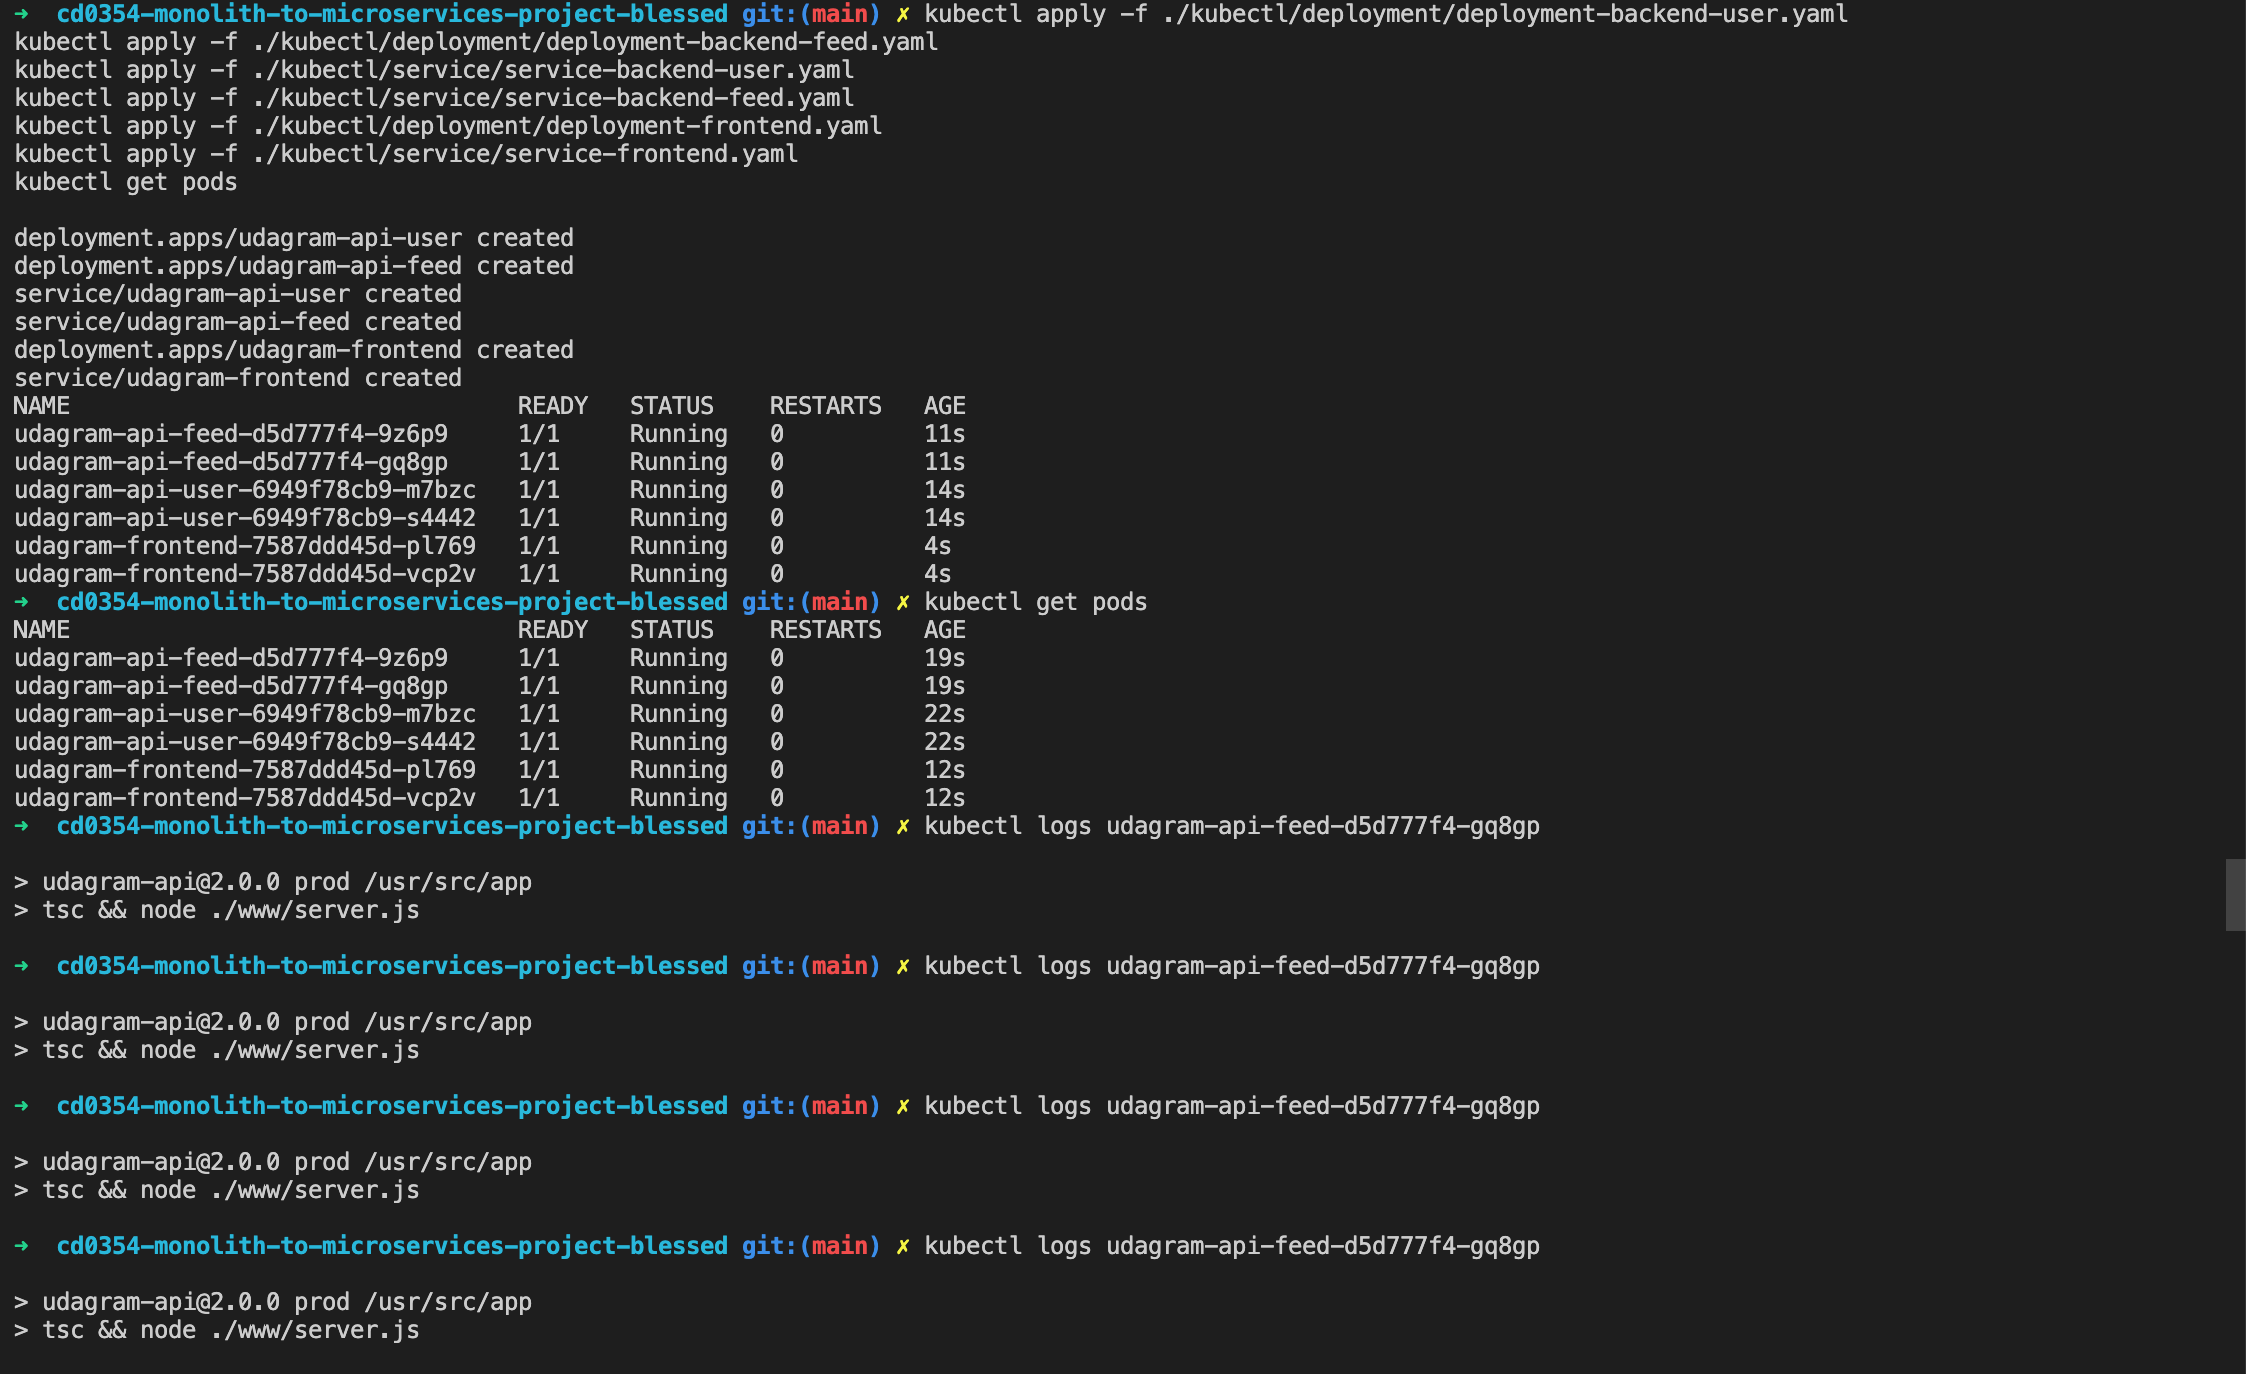 ➜  cd0354-monolith-to-microservices-project-blessed git:(main) ✗ kubectl apply -f ./kubectl/deployment/deployment-backend-user.yaml
kubectl apply -f ./kubectl/deployment/deployment-backend-feed.yaml
kubectl apply -f ./kubectl/service/service-backend-user.yaml
kubectl apply -f ./kubectl/service/service-backend-feed.yaml
kubectl apply -f ./kubectl/deployment/deployment-frontend.yaml
kubectl apply -f ./kubectl/service/service-frontend.yaml
kubectl get pods
deployment.apps/udagram-api-user created
deployment.apps/udagram-api-feed created
service/udagram-api-user created
service/udagram-api-feed created
deployment.apps/udagram-frontend created
service/udagram-frontend created
NAME                                READY   STATUS    RESTARTS   AGE
udagram-api-feed-d5d777f4-9z6p9     1/1     Running   0          11s
udagram-api-feed-d5d777f4-gq8gp     1/1     Running   0          11s
udagram-api-user-6949f78cb9-m7bzc   1/1     Running   0          14s
udagram-api-user-6949f78cb9-s4442   1/1     Running   0          14s
udagram-frontend-7587ddd45d-pl769   1/1     Running   0          4s
udagram-frontend-7587ddd45d-vcp2v   1/1     Running   0          4s
➜  cd0354-monolith-to-microservices-project-blessed git:(main) ✗ kubectl get pods
NAME                                READY   STATUS    RESTARTS   AGE
udagram-api-feed-d5d777f4-9z6p9     1/1     Running   0          19s
udagram-api-feed-d5d777f4-gq8gp     1/1     Running   0          19s
udagram-api-user-6949f78cb9-m7bzc   1/1     Running   0          22s
udagram-api-user-6949f78cb9-s4442   1/1     Running   0          22s
udagram-frontend-7587ddd45d-pl769   1/1     Running   0          12s
udagram-frontend-7587ddd45d-vcp2v   1/1     Running   0          12s
➜  cd0354-monolith-to-microservices-project-blessed git:(main) ✗ kubectl logs udagram-api-feed-d5d777f4-gq8gp
> udagram-api@2.0.0 prod /usr/src/app
> tsc && node ./www/server.js
➜  cd0354-monolith-to-microservices-project-blessed git:(main) ✗ kubectl logs udagram-api-feed-d5d777f4-gq8gp
> udagram-api@2.0.0 prod /usr/src/app
> tsc && node ./www/server.js
➜  cd0354-monolith-to-microservices-project-blessed git:(main) ✗ kubectl logs udagram-api-feed-d5d777f4-gq8gp
> udagram-api@2.0.0 prod /usr/src/app
> tsc && node ./www/server.js
➜  cd0354-monolith-to-microservices-project-blessed git:(main) ✗ kubectl logs udagram-api-feed-d5d777f4-gq8gp
> udagram-api@2.0.0 prod /usr/src/app
> tsc && node ./www/server.js